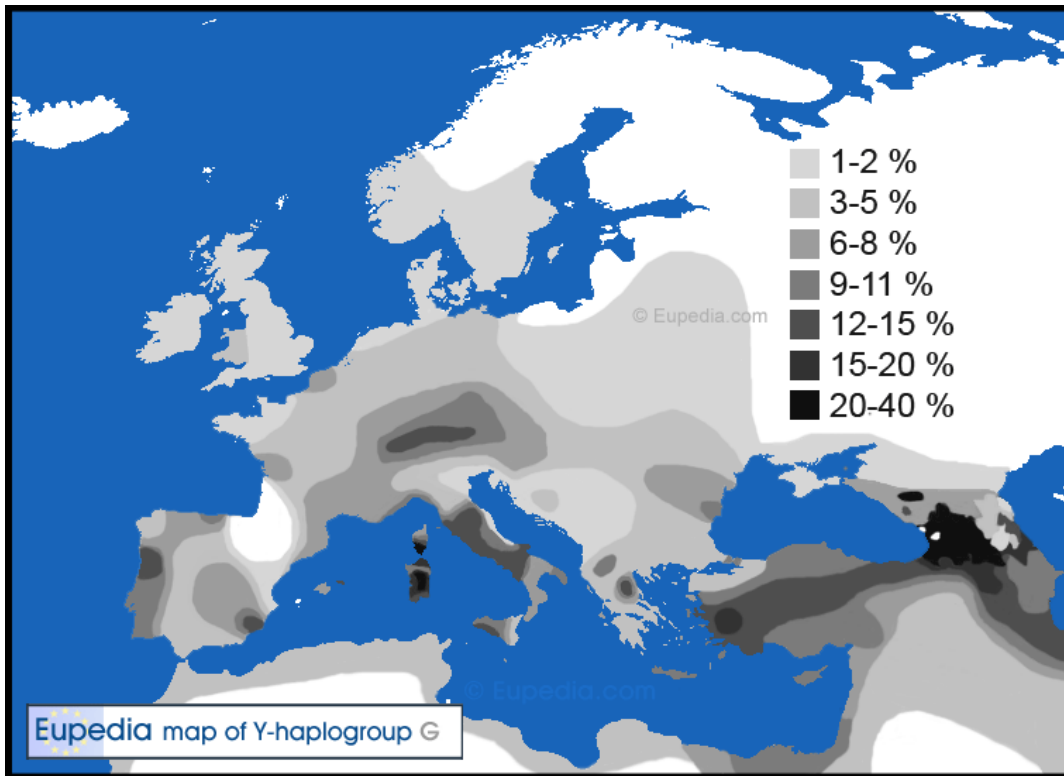 1-2 %
3-5 %
6-8 %
9-11 %
12-15 %
15-20 %
20-40 %
© Eupedia.com
© Eupedia.com
Eupedia map of Y-haplogroup G